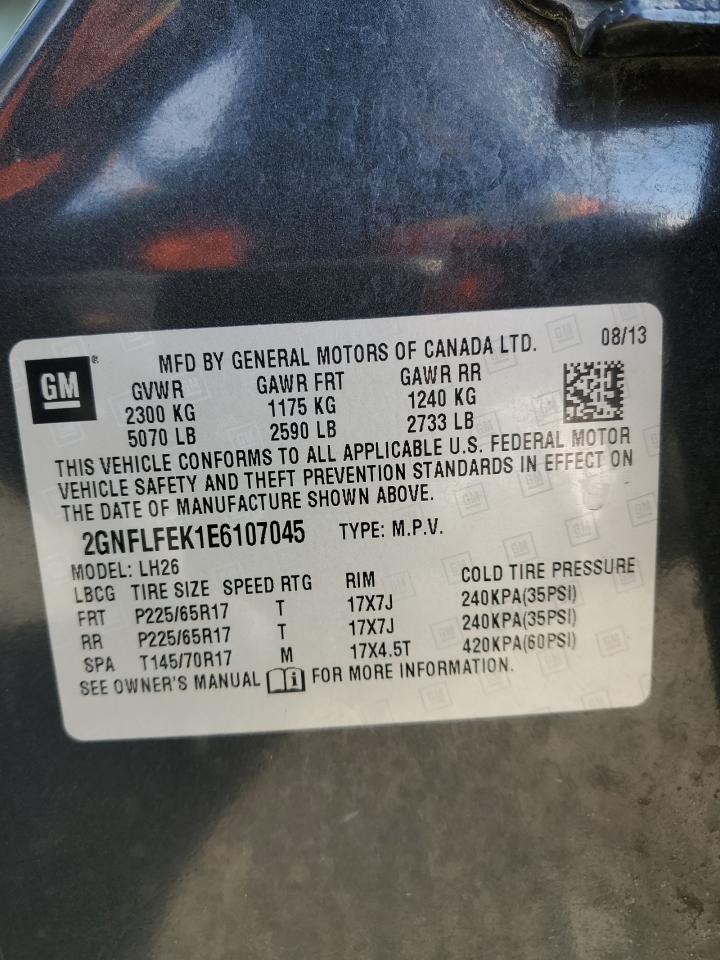 GM ® MFD BY GENERAL MOTORS OF CANADA LTD. 08/13
GVWR GAWR FRT GAWR RR
2300 KG 1175 KG 1240 KG
5070 LB 2590 LB 2733 LB
THIS VEHICLE CONFORMS TO ALL APPLICABLE U.S. FEDERAL MOTOR
VEHICLE SAFETY AND THEFT PREVENTION STANDARDS IN EFFECT ON
THE DATE OF MANUFACTURE SHOWN ABOVE.
2GNFLFEK1E6107045 TYPE: M.P.V.
MODEL: LH26
LBCG TIRE SIZE SPEED RTG RIM COLD TIRE PRESSURE
FRT P225/65R17 T 17X7J 240KPA(35PSI)
RR P225/65R17 T 17X7J 240KPA(35PSI)
SPA T145/70R17 M 17X4.5T 420KPA(60PSI)
SEE OWNER'S MANUAL i FOR MORE INFORMATION.